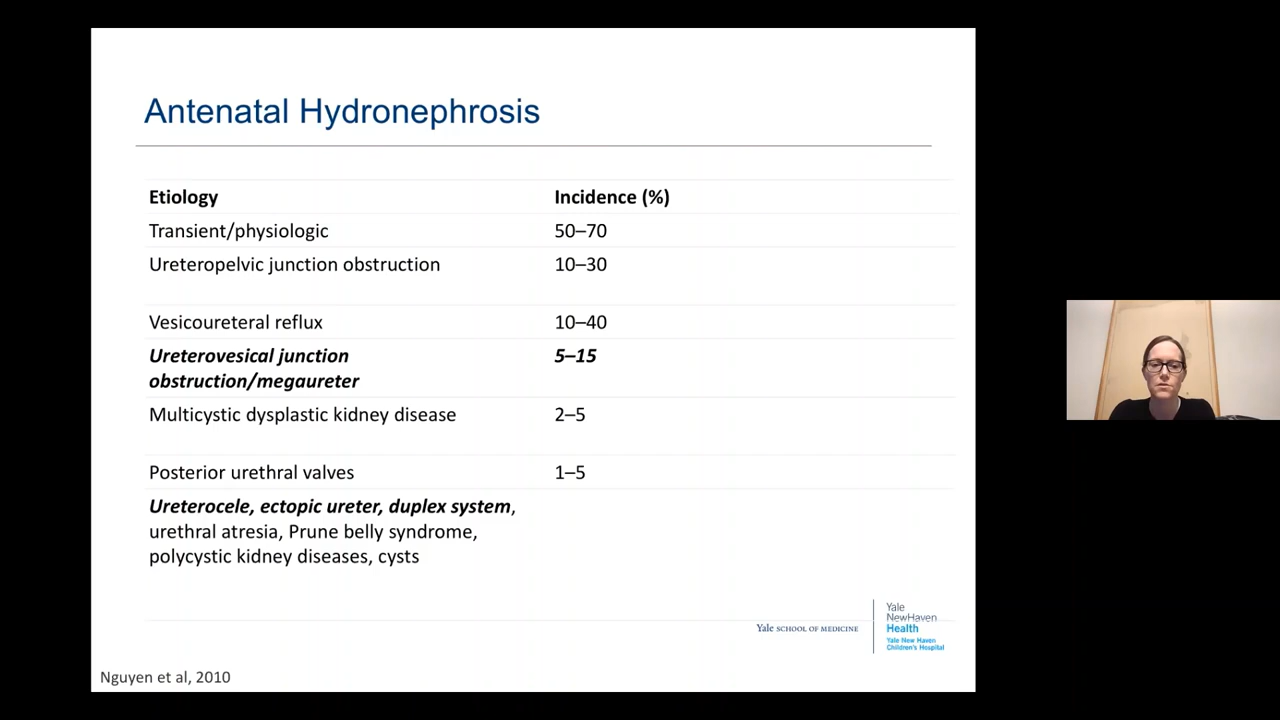 Antenatal Hydronephrosis
Etiology Incidence (%)
Transient/physiologic 50–70
Ureteropelvic junction obstruction 10–30
Vesicoureteral reflux 10–40
Ureterovesical junction 5–15
obstruction/megaureter
Multicystic dysplastic kidney disease 2–5
Posterior urethral valves 1–5
Ureterocele, ectopic ureter, duplex system,
urethral atresia, Prune belly syndrome,
polycystic kidney diseases, cysts
Yale SCHOOL OF MEDICINE
Yale
NewHaven
Health
Yale New Haven
Children's Hospital
Nguyen et al, 2010